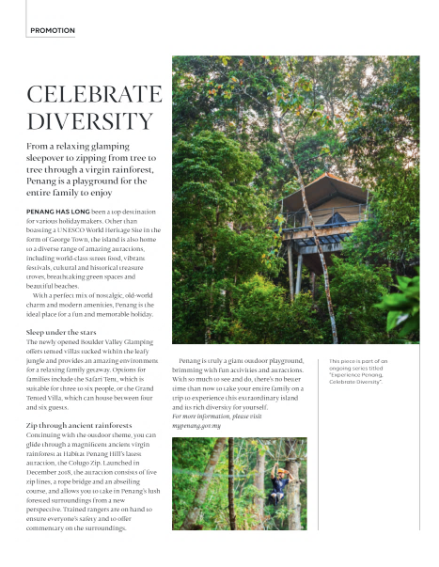 PROMOTION
CELEBRATE
DIVERSITY
From a relaxing glamping
sleepover to zipping from tree to
tree through a virgin rainforest,
Penang is a playground for the
entire family to enjoy
PENANG HAS LONG been a top destination
for various holidaymakers. Other than
boasting a UNESCO World Heritage Site in the
form of George Town, the island is also home
to a diverse range of amazing attractions,
including world-class street food, vibrant
festivals, cultural and historical treasure
troves, breathtaking green spaces and
beautiful beaches.
With a perfect mix of nostalgic, old-world
charm and modern amenities, Penang is the
ideal place for a fun and memorable holiday.
Sleep under the stars
The newly opened Boulder Valley Glamping
offers tented villas tucked within the leafy
jungle and provides an amazing environment
for a relaxing family getaway. Options for
families include the Safari Tent, which is
suitable for three to six people, or the Grand
Tented Villa, which can house between four
and six guests.
Zip through ancient rainforests
Continuing with the outdoor theme, you can
glide through a magnificent ancient virgin
rainforest at Habitat Penang Hill's latest
attraction, the Colugo Zip. Launched in
December 2018, the attraction consists of five
zip lines, a rope bridge and an abseiling
course, and allows you to take in Penang's lush
forested surroundings from a new
perspective. Trained rangers are on hand to
ensure everyone's safety and to offer
commentary on the surroundings.
Penang is truly a giant outdoor playground,
brimming with fun activities and attractions.
With so much to see and do, there's no better
time than now to take your entire family on a
trip to experience this extraordinary island
and its rich diversity for yourself.
For more information, please visit
mypenang.gov.my
This piece is part of an
ongoing series titled
"Experience Penang,
Celebrate Diversity".